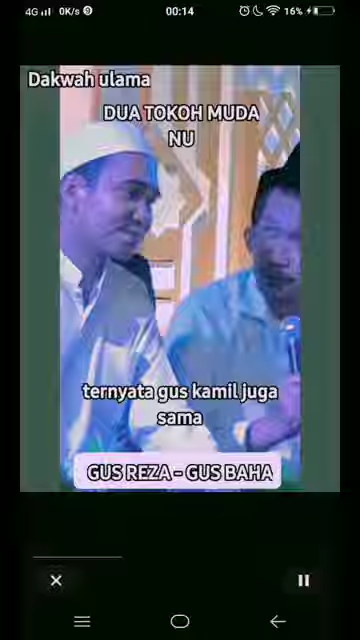 4G 0K/s 00:14 16%
Dakwah ulama
DUA TOKOH MUDA
NU
ternyata gus kamil juga
sama
GUS REZA - GUS BAHA